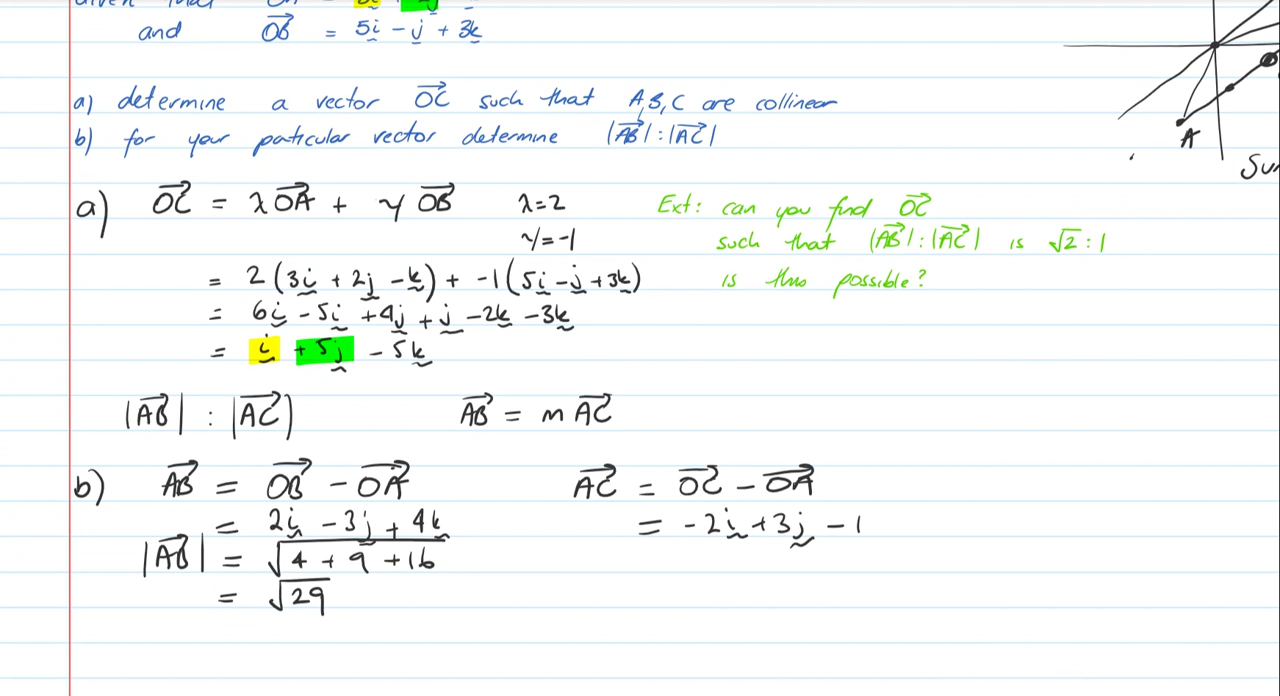 and OB = 5i - j + 3k
a) determine a vector OC such that A,B,C are collinear
b) for your paticular vector determine |AB| : |AC|
A
a) OC = λOA + γOB λ=2
γ=-1
= 2(3i + 2j - k) + -1(5i - j + 3k)
= 6i - 5i + 4j + j - 2k - 3k
= i + 5j - 5k
Ext: can you find OC
such that |AB| : |AC| is √2 : 1
is this possible?
|AB| : |AC| AB = m AC
b) AB = OB - OA AC = OC - OA
= 2i - 3j + 4k = -2i + 3j - 1
|AB| = √4 + 9 + 16
= √29